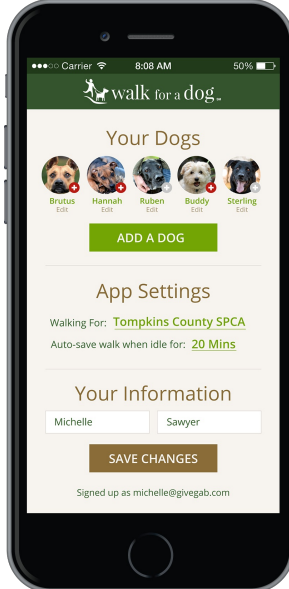 Carrier 8:08 AM 50%
walk for a dog
Your Dogs
Brutus Hannah Ruben Buddy Sterling
Edit Edit Edit Edit Edit
ADD A DOG
App Settings
Walking For: Tompkins County SPCA
Auto-save walk when idle for: 20 Mins
Your Information
Michelle Sawyer
SAVE CHANGES
Signed up as michelle@givegab.com